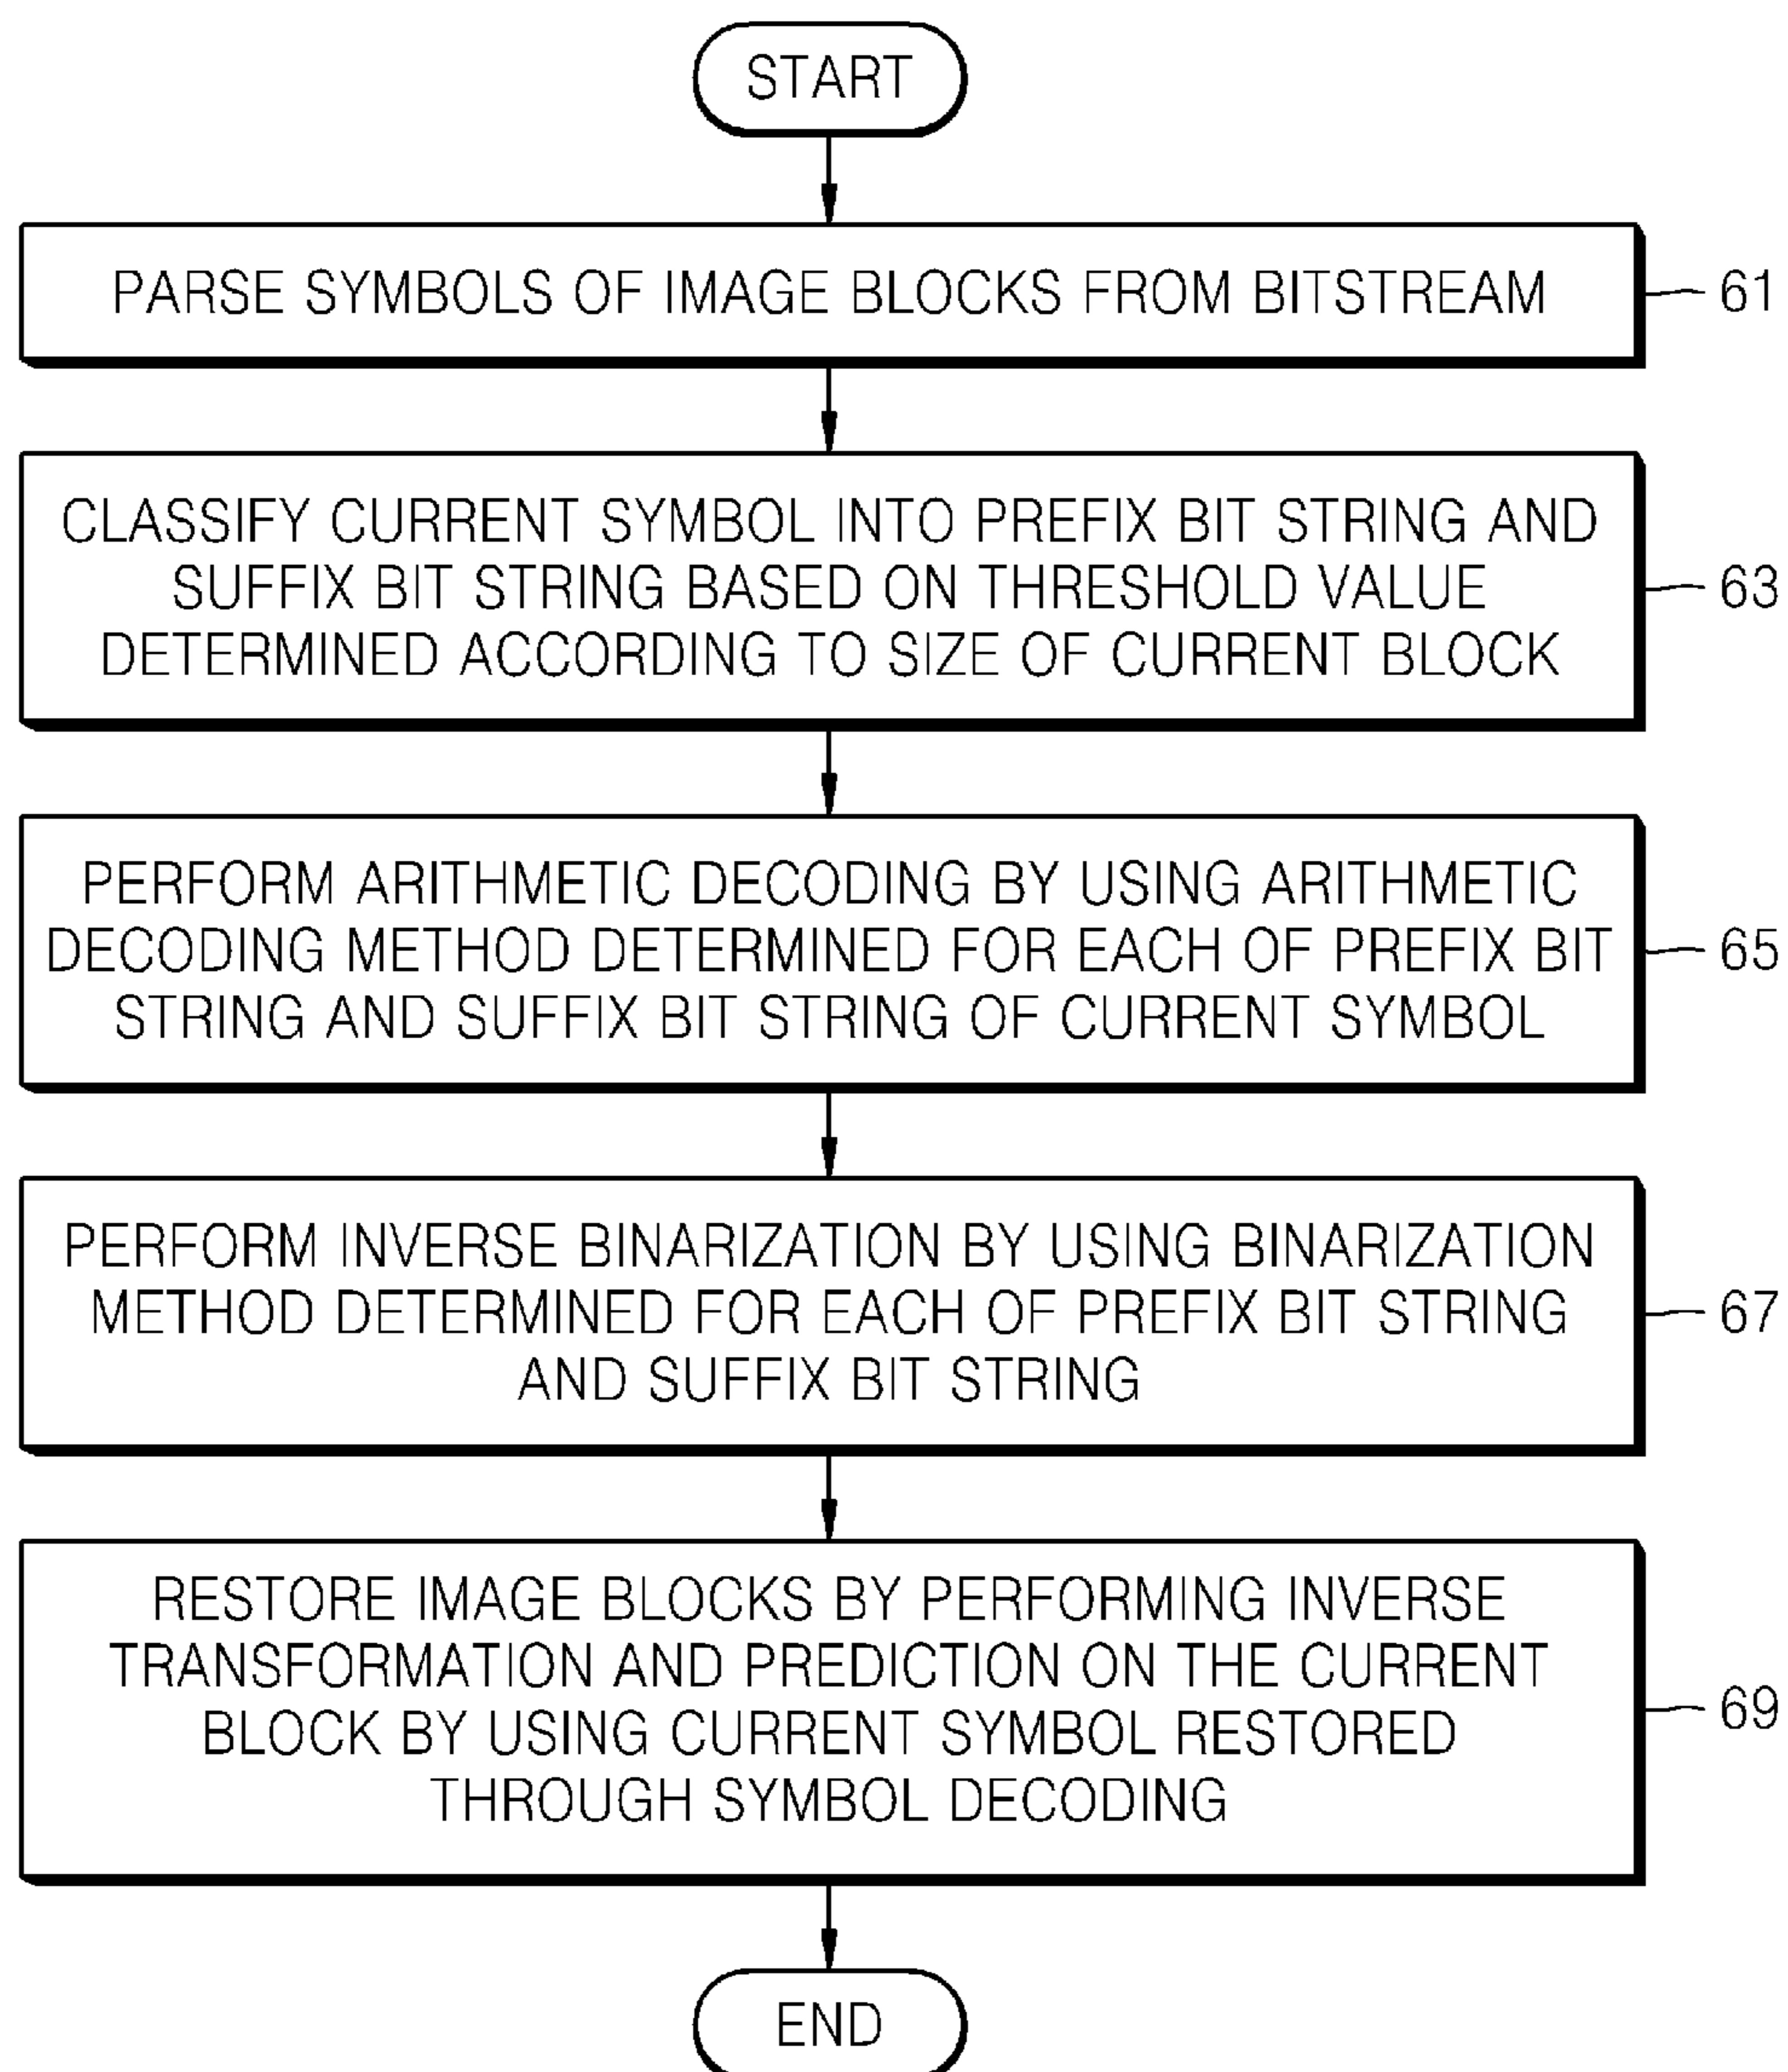 START
PARSE SYMBOLS OF IMAGE BLOCKS FROM BITSTREAM
61
CLASSIFY CURRENT SYMBOL INTO PREFIX BIT STRING AND
SUFFIX BIT STRING BASED ON THRESHOLD VALUE
DETERMINED ACCORDING TO SIZE OF CURRENT BLOCK
63
PERFORM ARITHMETIC DECODING BY USING ARITHMETIC
DECODING METHOD DETERMINED FOR EACH OF PREFIX BIT
STRING AND SUFFIX BIT STRING OF CURRENT SYMBOL
65
PERFORM INVERSE BINARIZATION BY USING BINARIZATION
METHOD DETERMINED FOR EACH OF PREFIX BIT STRING
AND SUFFIX BIT STRING
67
RESTORE IMAGE BLOCKS BY PERFORMING INVERSE
TRANSFORMATION AND PREDICTION ON THE CURRENT
BLOCK BY USING CURRENT SYMBOL RESTORED
THROUGH SYMBOL DECODING
69
END